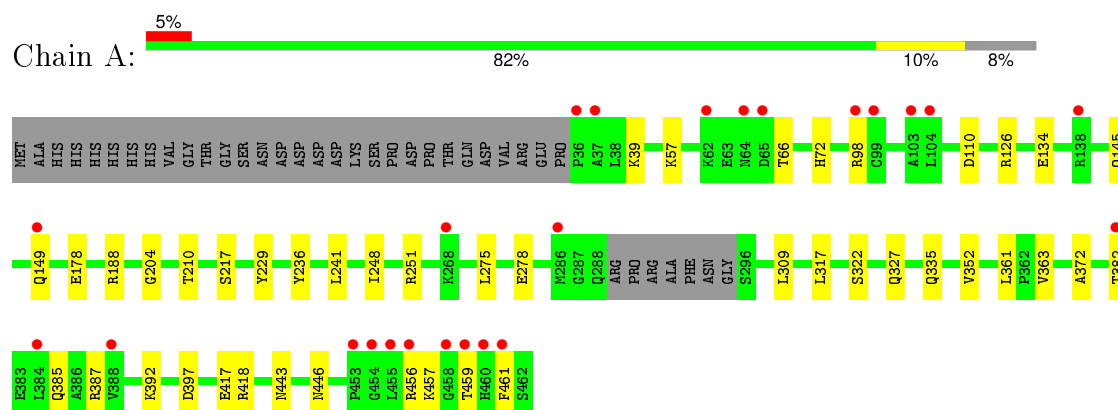 5%
Chain A:
82%
10%
8%
MET ALA HIS HIS HIS HIS HIS HIS VAL GLY THR GLY SER ASN ASP ASP ASP ASP LYS SER PRO ASP PRO THR GLN ASP VAL ARG GLU PRO P36 A37 L38 K39 K57 K62 E63 N64 D65 T66 H72 R98 C99 A103 L104 D110 R126 E134 R138
Q149 E178 R188 G204 T210 S217 Y229 Y236 L241 I248 R251 K268 L275 E278 M286 G287 Q288 ARG PRO ARG ALA PHE ASN GLY S296 L309 L317 S322 Q327 Q335 V352 L361 P362 V363 A372 T382
E383 L384 Q385 A386 R387 V388 K392 D397 E417 R418 N443 N446 P453 G454 L455 R456 K457 G458 T459 H460 F461 S462